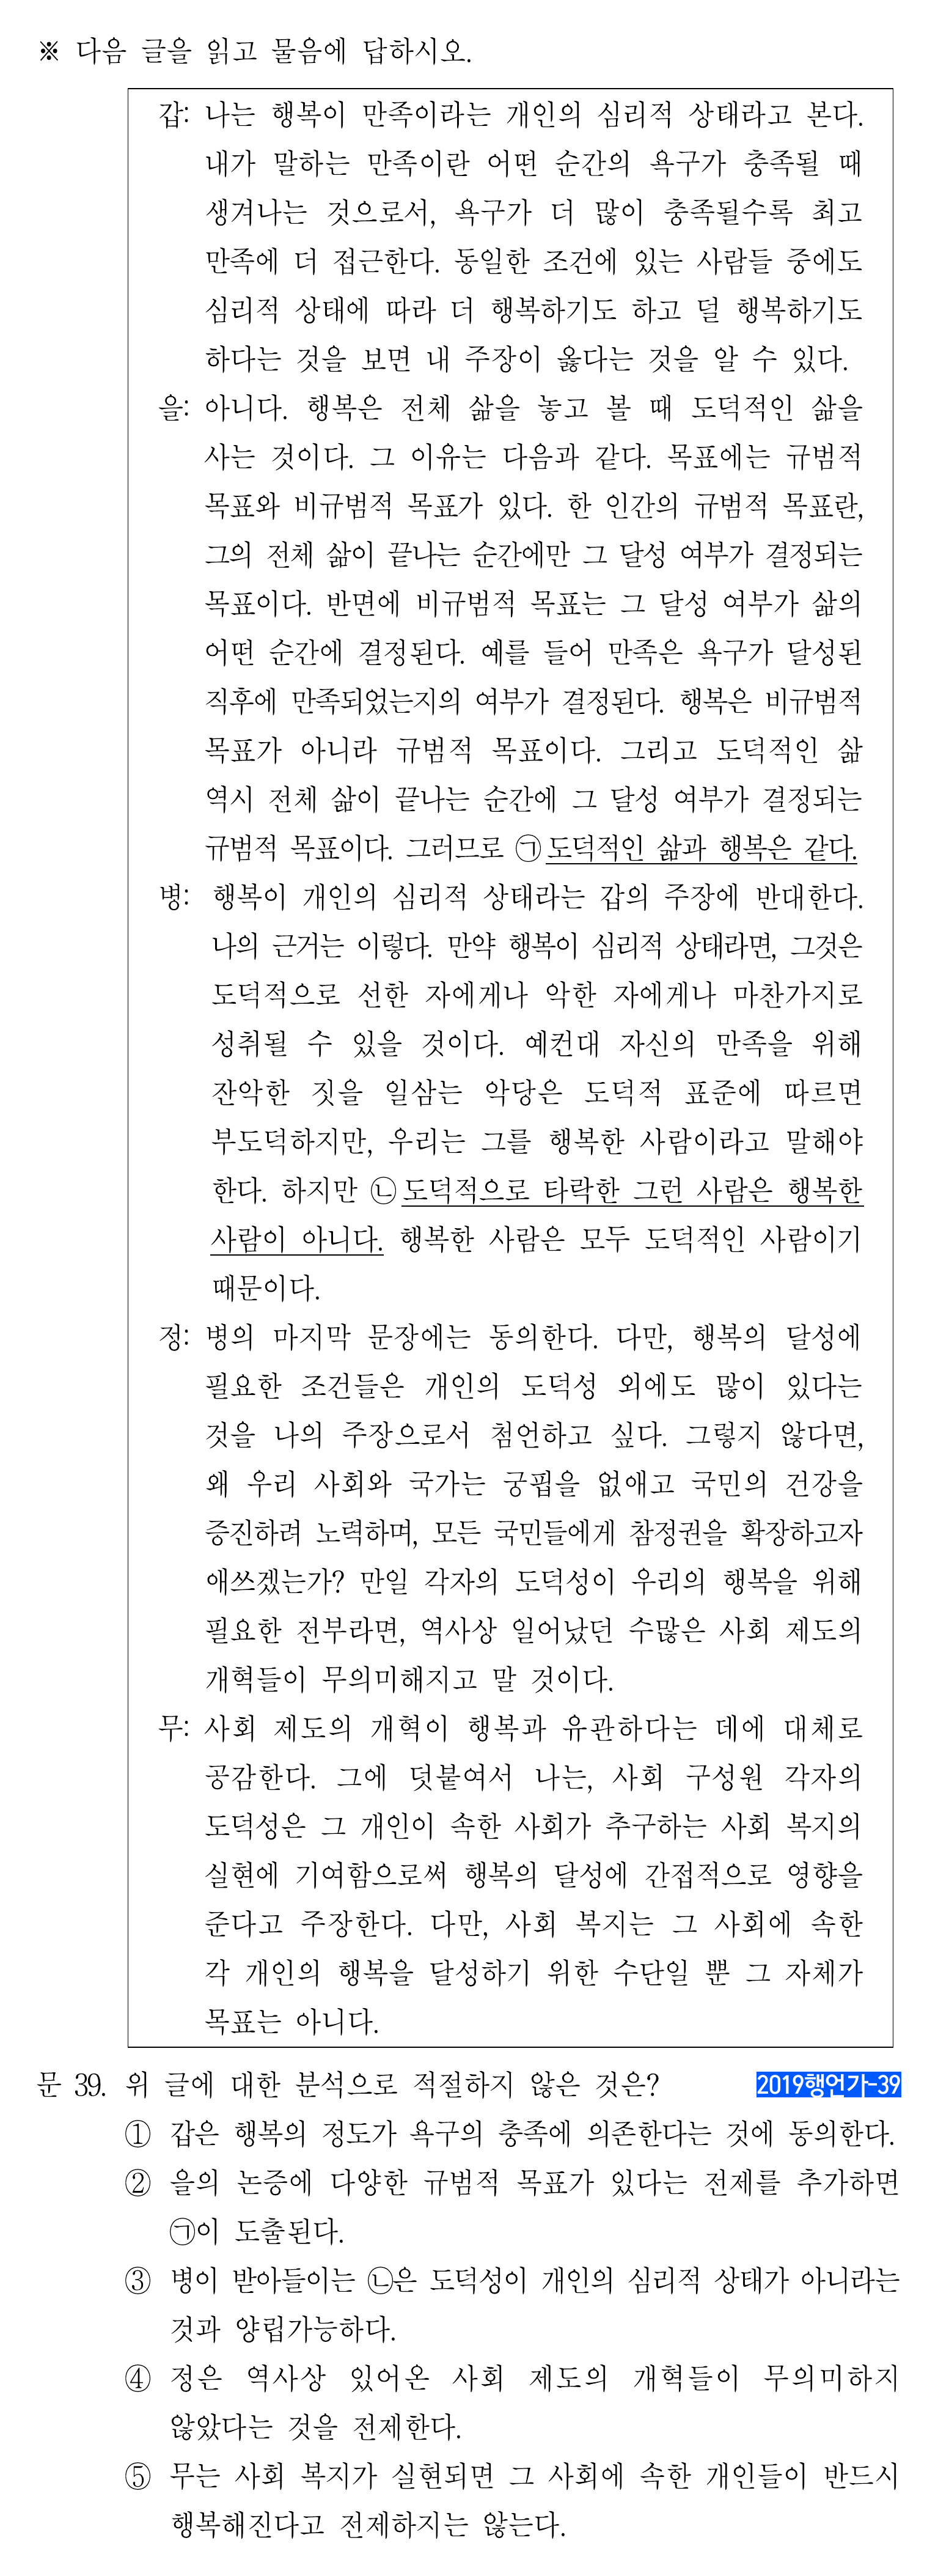 ※ 다음 글을 읽고 물음에 답하시오.
갑: 나는 행복이 만족이라는 개인의 심리적 상태라고 본다.
내가 말하는 만족이란 어떤 순간의 욕구가 충족될 때
생겨나는 것으로서, 욕구가 더 많이 충족될수록 최고
만족에 더 접근한다. 동일한 조건에 있는 사람들 중에도
심리적 상태에 따라 더 행복하기도 하고 덜 행복하기도
하다는 것을 보면 내 주장이 옳다는 것을 알 수 있다.
을: 아니다. 행복은 전체 삶을 놓고 볼 때 도덕적인 삶을
사는 것이다. 그 이유는 다음과 같다. 목표에는 규범적
목표와 비규범적 목표가 있다. 한 인간의 규범적 목표란,
그의 전체 삶이 끝나는 순간에만 그 달성 여부가 결정되는
목표이다. 반면에 비규범적 목표는 그 달성 여부가 삶의
어떤 순간에 결정된다. 예를 들어 만족은 욕구가 달성된
직후에 만족되었는지의 여부가 결정된다. 행복은 비규범적
목표가 아니라 규범적 목표이다. 그리고 도덕적인 삶
역시 전체 삶이 끝나는 순간에 그 달성 여부가 결정되는
규범적 목표이다. 그러므로 ㉠도덕적인 삶과 행복은 같다.
병: 행복이 개인의 심리적 상태라는 갑의 주장에 반대한다.
나의 근거는 이렇다. 만약 행복이 심리적 상태라면, 그것은
도덕적으로 선한 자에게나 악한 자에게나 마찬가지로
성취될 수 있을 것이다. 예컨대 자신의 만족을 위해
잔악한 짓을 일삼는 악당은 도덕적 표준에 따르면
부도덕하지만, 우리는 그를 행복한 사람이라고 말해야
한다. 하지만 ㉡도덕적으로 타락한 그런 사람은 행복한
사람이 아니다. 행복한 사람은 모두 도덕적인 사람이기
때문이다.
정: 병의 마지막 문장에는 동의한다. 다만, 행복의 달성에
필요한 조건들은 개인의 도덕성 외에도 많이 있다는
것을 나의 주장으로서 첨언하고 싶다. 그렇지 않다면,
왜 우리 사회와 국가는 궁핍을 없애고 국민의 건강을
증진하려 노력하며, 모든 국민들에게 참정권을 확장하고자
애쓰겠는가? 만일 각자의 도덕성이 우리의 행복을 위해
필요한 전부라면, 역사상 일어났던 수많은 사회 제도의
개혁들이 무의미해지고 말 것이다.
무: 사회 제도의 개혁이 행복과 유관하다는 데에 대체로
공감한다. 그에 덧붙여서 나는, 사회 구성원 각자의
도덕성은 그 개인이 속한 사회가 추구하는 사회 복지의
실현에 기여함으로써 행복의 달성에 간접적으로 영향을
준다고 주장한다. 다만, 사회 복지는 그 사회에 속한
각 개인의 행복을 달성하기 위한 수단일 뿐 그 자체가
목표는 아니다.
문 39. 위 글에 대한 분석으로 적절하지 않은 것은? 2019행언가-39
① 갑은 행복의 정도가 욕구의 충족에 의존한다는 것에 동의한다.
② 을의 논증에 다양한 규범적 목표가 있다는 전제를 추가하면
㉠이 도출된다.
③ 병이 받아들이는 ㉡은 도덕성이 개인의 심리적 상태가 아니라는
것과 양립가능하다.
④ 정은 역사상 있어온 사회 제도의 개혁들이 무의미하지
않았다는 것을 전제한다.
⑤ 무는 사회 복지가 실현되면 그 사회에 속한 개인들이 반드시
행복해진다고 전제하지는 않는다.